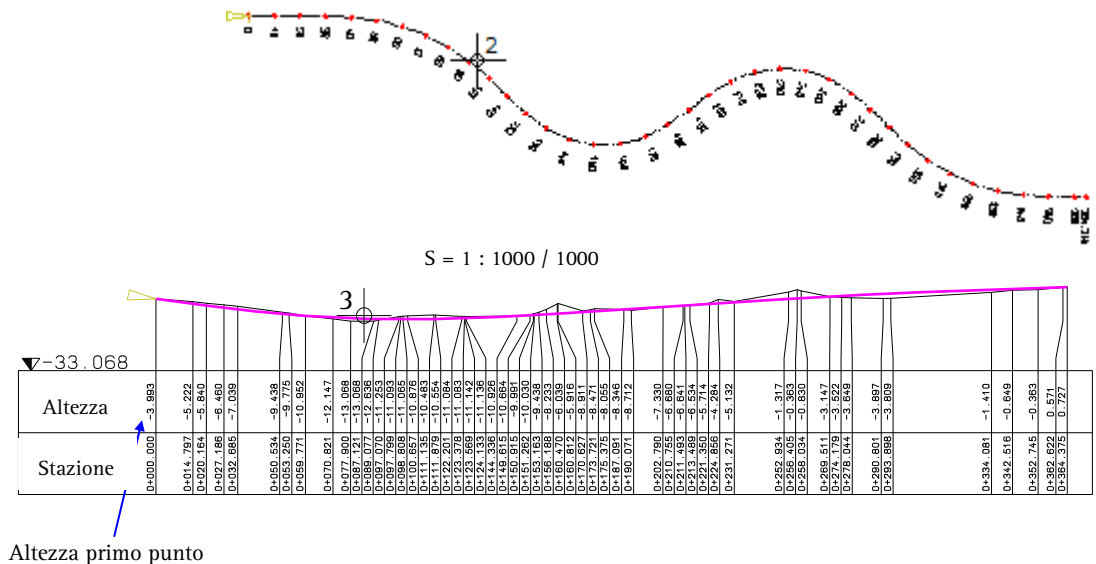 2
S = 1 : 1000 / 1000
3
-33.068
Altezza
-3.993 -5.222 -5.840 -6.460 -7.039 -9.438 -9.775 -10.952 -12.147 -13.068 -13.068 -12.636 -11.253 -11.093 -11.065 -10.876 -10.483 -10.554 -11.084 -11.083 -11.142 -11.136 -10.926 -10.664 -9.991 -10.030 -9.438 -8.233 -6.039 -5.916 -8.911 -8.471 -8.055 -8.346 -8.712 -7.330 -6.680 -6.641 -6.534 -5.714 -4.284 -5.132 -1.317 -0.363 -0.830 -3.147 -3.522 -3.649 -3.897 -3.809 -1.410 -0.649 -0.363 0.571 0.727
Stazione
0+000.000 0+014.797 0+020.164 0+027.186 0+032.685 0+050.534 0+053.250 0+059.771 0+070.821 0+077.900 0+087.121 0+089.077 0+097.070 0+097.799 0+098.808 0+100.657 0+111.135 0+111.879 0+122.201 0+123.378 0+123.569 0+124.133 0+144.336 0+149.615 0+150.915 0+151.262 0+153.163 0+156.188 0+160.470 0+160.812 0+170.627 0+173.721 0+175.375 0+187.091 0+190.071 0+202.790 0+210.755 0+211.493 0+213.489 0+221.350 0+224.856 0+231.271 0+252.934 0+256.405 0+258.034 0+269.511 0+274.179 0+278.044 0+290.801 0+293.898 0+334.081 0+342.516 0+352.745 0+362.622 0+364.375
Altezza primo punto